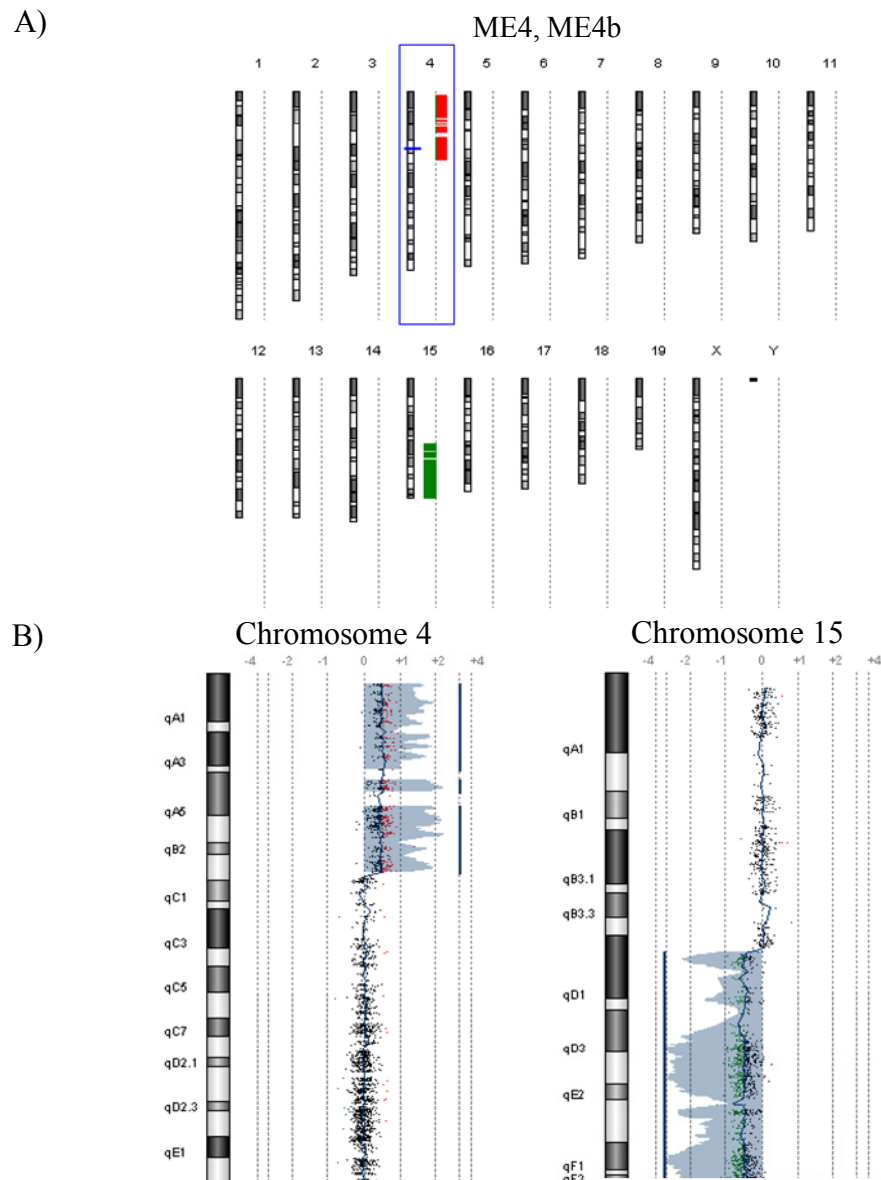 A)
ME4, ME4b
1 2 3 4 5 6 7 8 9 10 11
12 13 14 15 16 17 18 19 X Y
B)
Chromosome 4
Chromosome 15
-4 -2 -1 0 +1 +2 +4
-4 -2 -1 0 +1 +2 +4
qA1
qA3
qA5
qB2
qC1
qC3
qC5
qC7
qD2.1
qD2.3
qE1
qA1
qB1
qB3.1
qB3.3
qD1
qD3
qE2
qF1